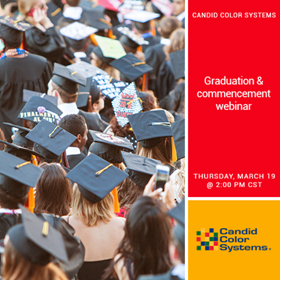 CANDID COLOR SYSTEMS
Graduation &
commencement
webinar
THURSDAY, MARCH 19
@ 2:00 PM CST
Candid
Color
Systems®